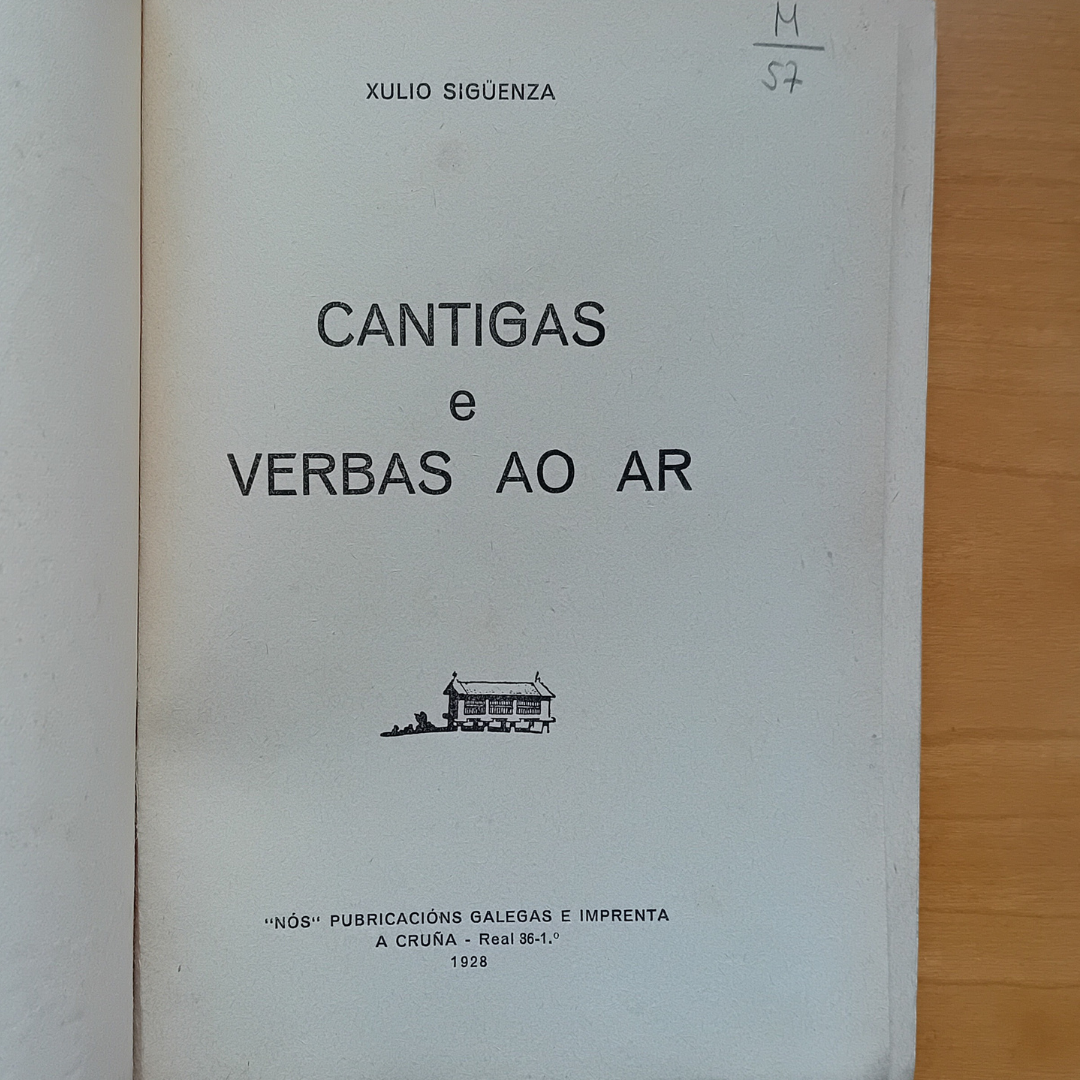 M
57
XULIO SIGÜENZA
CANTIGAS
e
VERBAS AO AR
“NÓS“ PUBRICACIÓNS GALEGAS E IMPRENTA
A CRUÑA - Real 36-1.º
1928